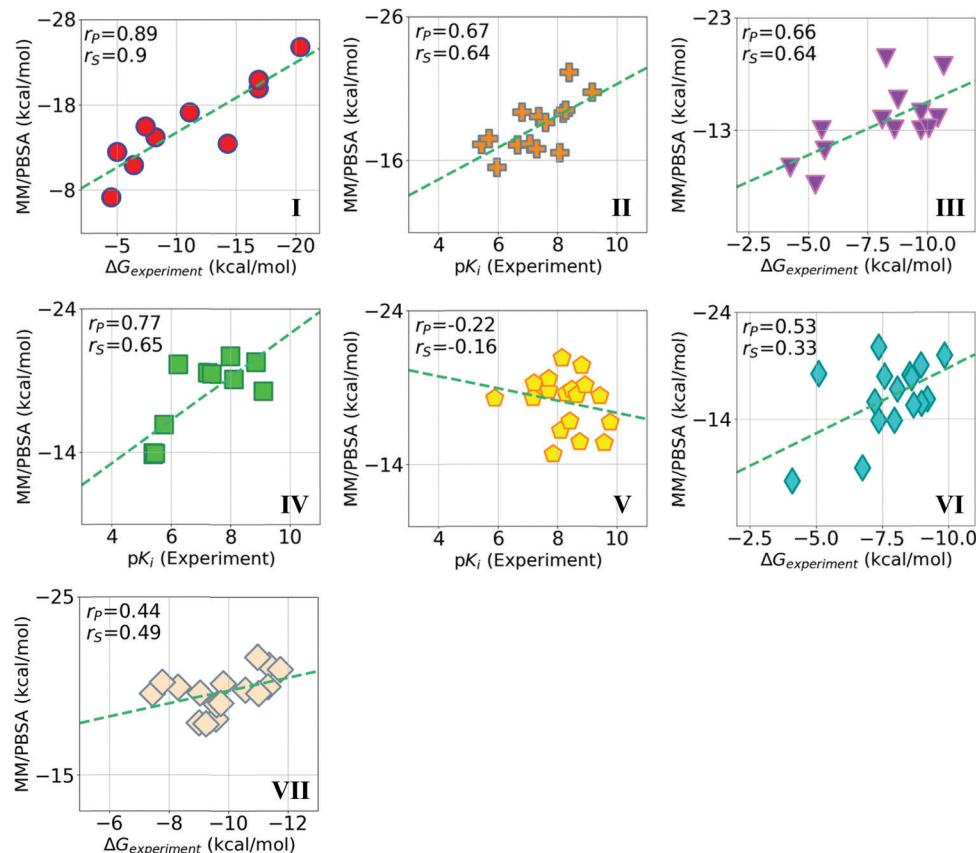 −28
−18
−8
MM/PBSA (kcal/mol)
rP=0.89
rS=0.9
I
−5 −10 −15 −20
ΔGexperiment (kcal/mol)
−26
−16
MM/PBSA (kcal/mol)
rP=0.67
rS=0.64
II
4 6 8 10
pKi (Experiment)
−23
−13
MM/PBSA (kcal/mol)
rP=0.66
rS=0.64
III
−2.5 −5.0 −7.5 −10.0
ΔGexperiment (kcal/mol)
−24
−14
MM/PBSA (kcal/mol)
rP=0.77
rS=0.65
IV
4 6 8 10
pKi (Experiment)
−24
−14
MM/PBSA (kcal/mol)
rP=-0.22
rS=-0.16
V
4 6 8 10
pKi (Experiment)
−24
−14
MM/PBSA (kcal/mol)
rP=0.53
rS=0.33
VI
−2.5 −5.0 −7.5 −10.0
ΔGexperiment (kcal/mol)
−25
−15
MM/PBSA (kcal/mol)
rP=0.44
rS=0.49
VII
−6 −8 −10 −12
ΔGexperiment (kcal/mol)